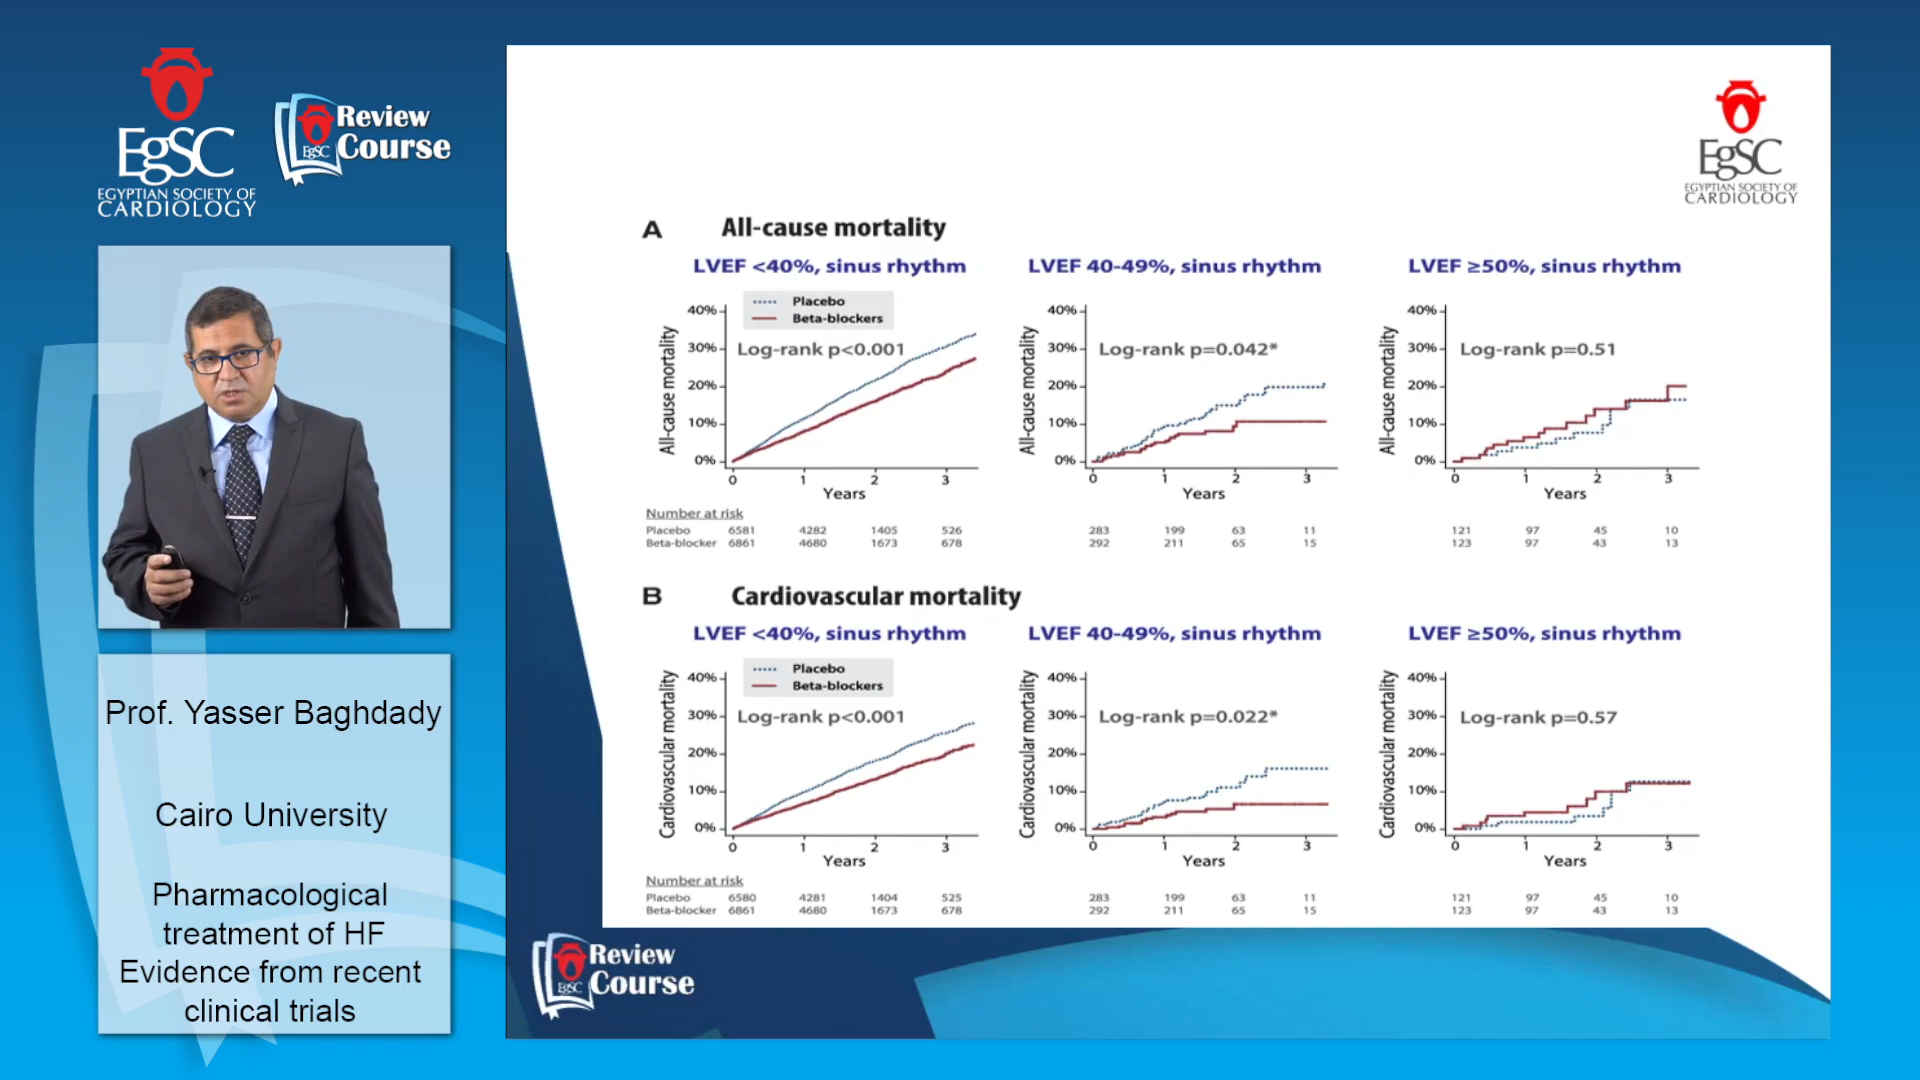 EgSC
EGYPTIAN SOCIETY OF
CARDIOLOGY
EgSC
Review
Course
Prof. Yasser Baghdady
Cairo University
Pharmacological
treatment of HF
Evidence from recent
clinical trials
EgSC
EGYPTIAN SOCIETY OF
CARDIOLOGY
A All-cause mortality
LVEF <40%, sinus rhythm LVEF 40-49%, sinus rhythm LVEF ≥50%, sinus rhythm
All-cause mortality
40%
30%
20%
10%
0%
Placebo
Beta-blockers
Log-rank p<0.001
0 1 2 3
Years
All-cause mortality
40%
30%
20%
10%
0%
Log-rank p=0.042*
0 1 2 3
Years
All-cause mortality
40%
30%
20%
10%
0%
Log-rank p=0.51
0 1 2 3
Years
Number at risk
Placebo 6581 4282 1405 526 283 199 63 11 121 97 45 10
Beta-blocker 6861 4680 1673 678 292 211 65 15 123 97 43 13
B Cardiovascular mortality
LVEF <40%, sinus rhythm LVEF 40-49%, sinus rhythm LVEF ≥50%, sinus rhythm
Cardiovascular mortality
40%
30%
20%
10%
0%
Placebo
Beta-blockers
Log-rank p<0.001
0 1 2 3
Years
Cardiovascular mortality
40%
30%
20%
10%
0%
Log-rank p=0.022*
0 1 2 3
Years
Cardiovascular mortality
40%
30%
20%
10%
0%
Log-rank p=0.57
0 1 2 3
Years
Number at risk
Placebo 6580 4281 1404 525 283 199 63 11 121 97 45 10
Beta-blocker 6861 4680 1673 678 292 211 65 15 123 97 43 13
EgSC
Review
Course